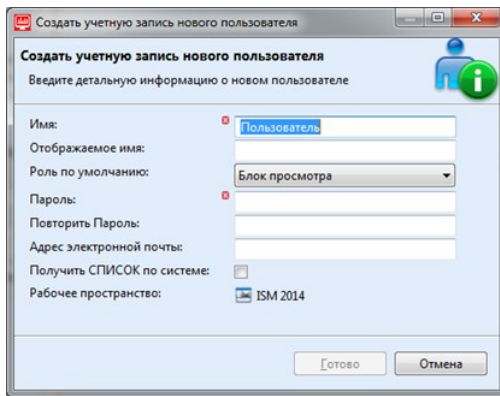 Создать учетную запись нового пользователя
Создать учетную запись нового пользователя
Введите детальную информацию о новом пользователе
Имя: Пользователь
Отображаемое имя:
Роль по умолчанию: Блок просмотра
Пароль:
Повторить Пароль:
Адрес электронной почты:
Получить СПИСОК по системе:
Рабочее пространство: ISM 2014
Готово Отмена